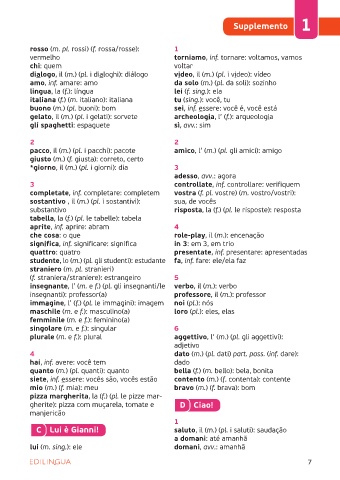 Supplemento 1
rosso (m. pl. rossi) (f. rossa/rosse):
vermelho
chi: quem
dialogo, il (m.) (pl. i dialoghi): diálogo
amo, inf. amare: amo
lingua, la (f.): língua
italiana (f.) (m. italiano): italiana
buono (m.) (pl. buoni): bom
gelato, il (m.) (pl. i gelati): sorvete
gli spaghetti: espaguete
2
pacco, il (m.) (pl. i pacchi): pacote
giusto (m.) (f. giusta): correto, certo
*giorno, il (m.) (pl. i giorni): dia
3
completate, inf. completare: completem
sostantivo , il (m.) (pl. i sostantivi):
substantivo
tabella, la (f.) (pl. le tabelle): tabela
aprite, inf. aprire: abram
che cosa: o que
significa, inf. significare: significa
quattro: quatro
studente, lo (m.) (pl. gli studenti): estudante
straniero (m. pl. stranieri)
(f. straniera/straniere): estrangeiro
insegnante, l' (m. e f.) (pl. gli insegnanti/le
insegnanti): professor(a)
immagine, l' (f.) (pl. le immagini): imagem
maschile (m. e f.): masculino(a)
femminile (m. e f.): feminino(a)
singolare (m. e f.): singular
plurale (m. e f.): plural
4
hai, inf. avere: você tem
quanto (m.) (pl. quanti): quanto
siete, inf. essere: vocês são, vocês estão
mio (m.) (f. mia): meu
pizza margherita, la (f.) (pl. le pizze mar-
gherite): pizza com muçarela, tomate e
manjericão
C Lui è Gianni!
lui (m. sing.): ele
1
torniamo, inf. tornare: voltamos, vamos
voltar
video, il (m.) (pl. i video): vídeo
da solo (m.) (pl. da soli): sozinho
lei (f. sing.): ela
tu (sing.): você, tu
sei, inf. essere: você é, você está
archeologia, l' (f.): arqueologia
sì, avv.: sim
2
amico, l' (m.) (pl. gli amici): amigo
3
adesso, avv.: agora
controllate, inf. controllare: verifiquem
vostra (f. pl. vostre) (m. vostro/vostri):
sua, de vocês
risposta, la (f.) (pl. le risposte): resposta
4
role-play, il (m.): encenação
in 3: em 3, em trio
presentate, inf. presentare: apresentadas
fa, inf. fare: ele/ela faz
5
verbo, il (m.): verbo
professore, il (m.): professor
noi (pl.): nós
loro (pl.): eles, elas
6
aggettivo, l' (m.) (pl. gli aggettivi):
adjetivo
dato (m.) (pl. dati) part. pass. (inf. dare):
dado
bella (f.) (m. bello): bela, bonita
contento (m.) (f. contenta): contente
bravo (m.) (f. brava): bom
D Ciao!
1
saluto, il (m.) (pl. i saluti): saudação
a domani: até amanhã
domani, avv.: amanhã
EDILINGUA
7